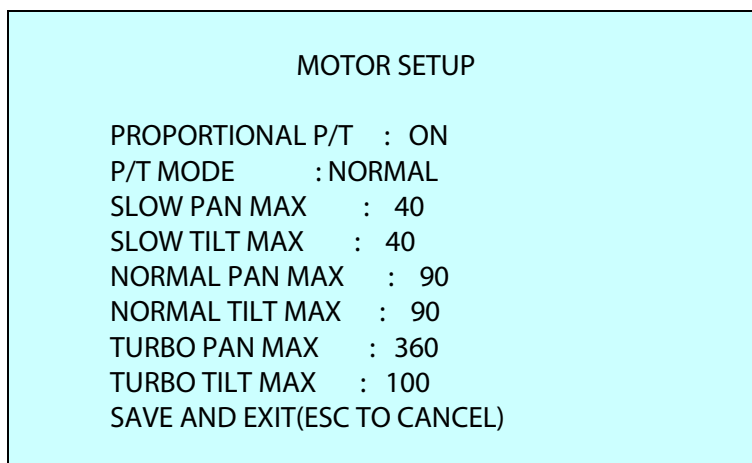 MOTOR SETUP
PROPORTIONAL P/T : ON
P/T MODE : NORMAL
SLOW PAN MAX : 40
SLOW TILT MAX : 40
NORMAL PAN MAX : 90
NORMAL TILT MAX : 90
TURBO PAN MAX : 360
TURBO TILT MAX : 100
SAVE AND EXIT(ESC TO CANCEL)